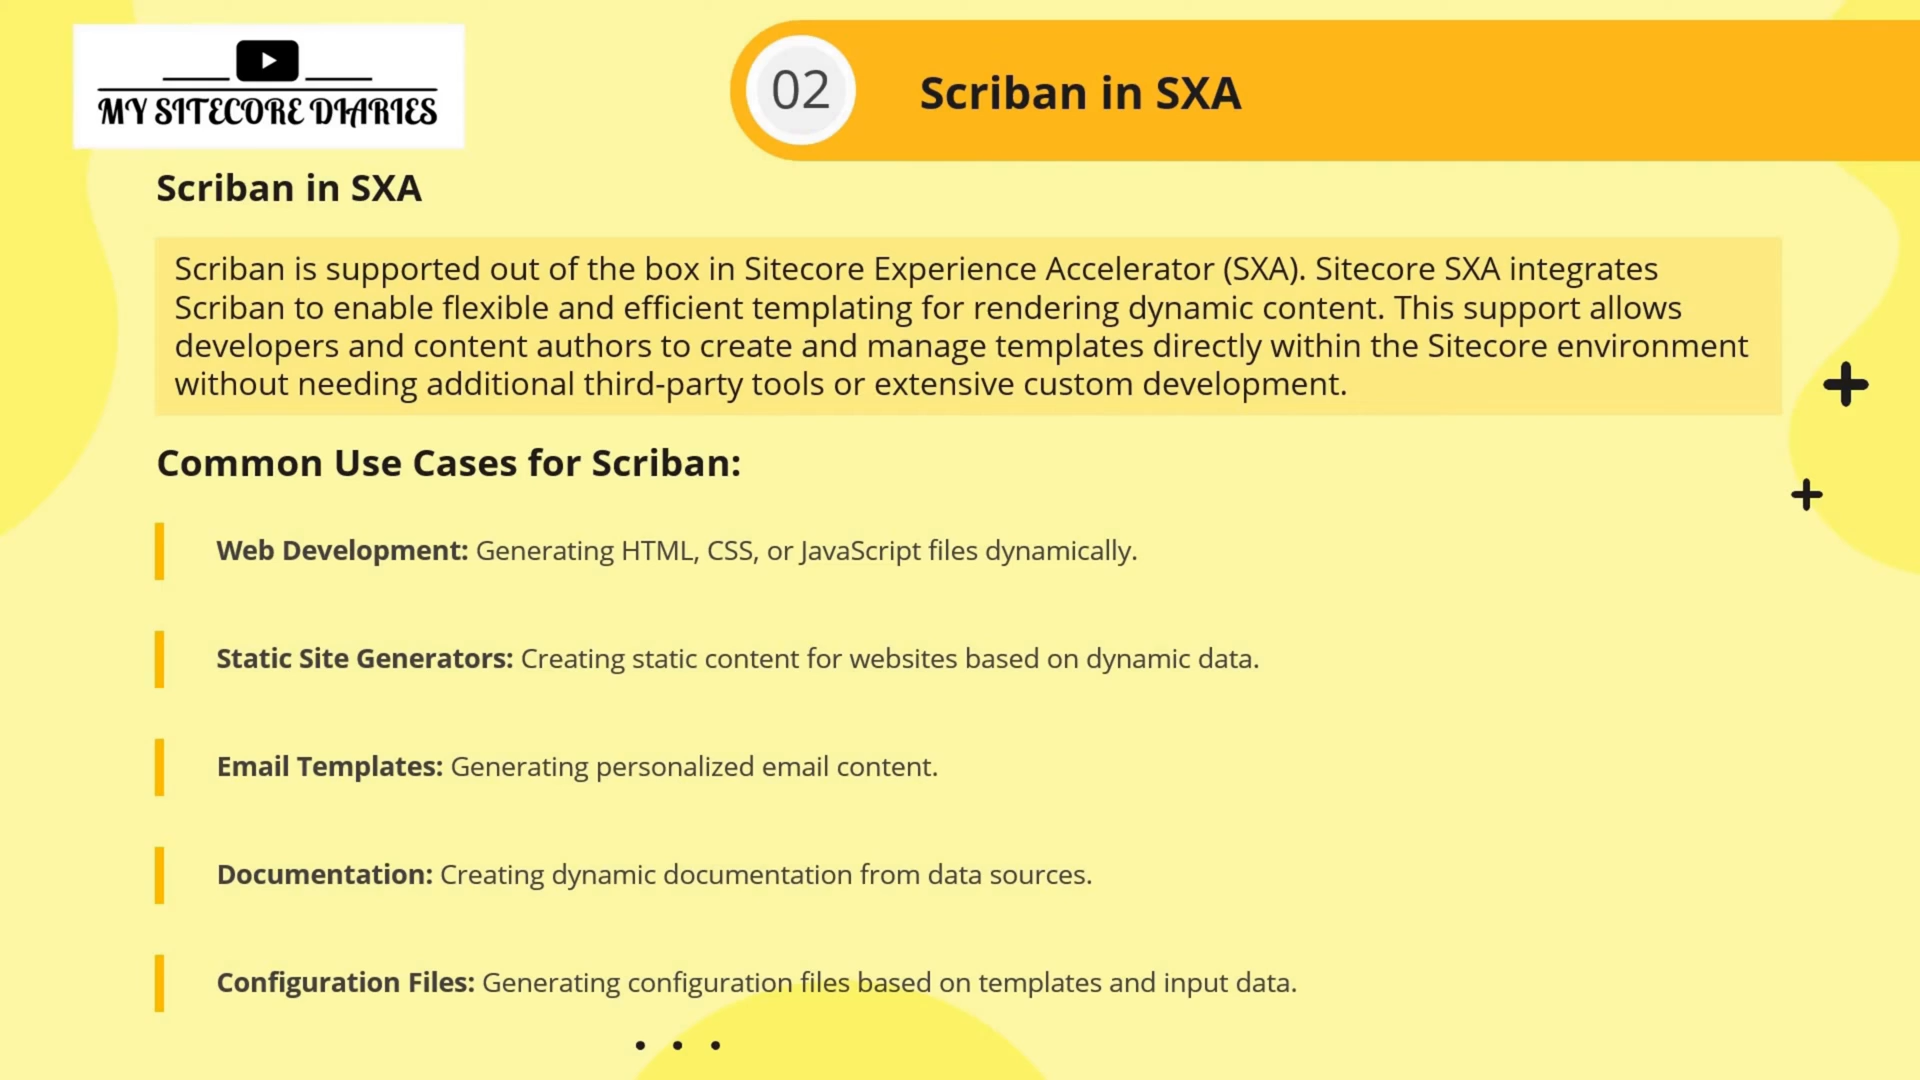 MY SITECORE DIARIES
02
Scriban in SXA
Scriban in SXA
Scriban is supported out of the box in Sitecore Experience Accelerator (SXA). Sitecore SXA integrates
Scriban to enable flexible and efficient templating for rendering dynamic content. This support allows
developers and content authors to create and manage templates directly within the Sitecore environment
without needing additional third-party tools or extensive custom development.
Common Use Cases for Scriban:
Web Development: Generating HTML, CSS, or JavaScript files dynamically.
Static Site Generators: Creating static content for websites based on dynamic data.
Email Templates: Generating personalized email content.
Documentation: Creating dynamic documentation from data sources.
Configuration Files: Generating configuration files based on templates and input data.